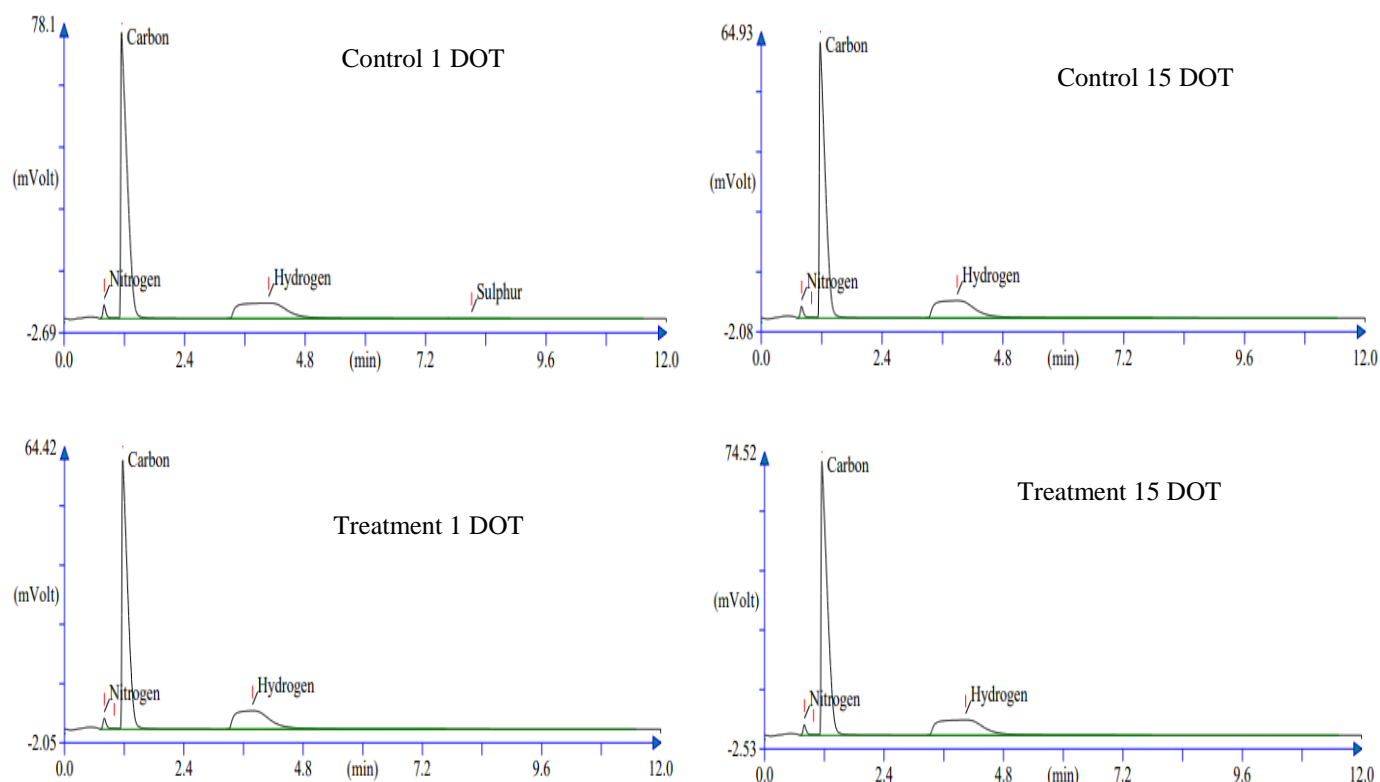 78.1
Carbon
Control 1 DOT
(mVolt)
Nitrogen
Hydrogen
Sulphur
-2.69
0.0 2.4 4.8 (min) 7.2 9.6 12.0
64.93
Carbon
Control 15 DOT
(mVolt)
Nitrogen
Hydrogen
-2.08
0.0 2.4 4.8 (min) 7.2 9.6 12.0
64.42
Carbon
Treatment 1 DOT
(mVolt)
Nitrogen
Hydrogen
-2.05
0.0 2.4 4.8 (min) 7.2 9.6 12.0
74.52
Carbon
Treatment 15 DOT
(mVolt)
Nitrogen
Hydrogen
-2.53
0.0 2.4 4.8 (min) 7.2 9.6 12.0